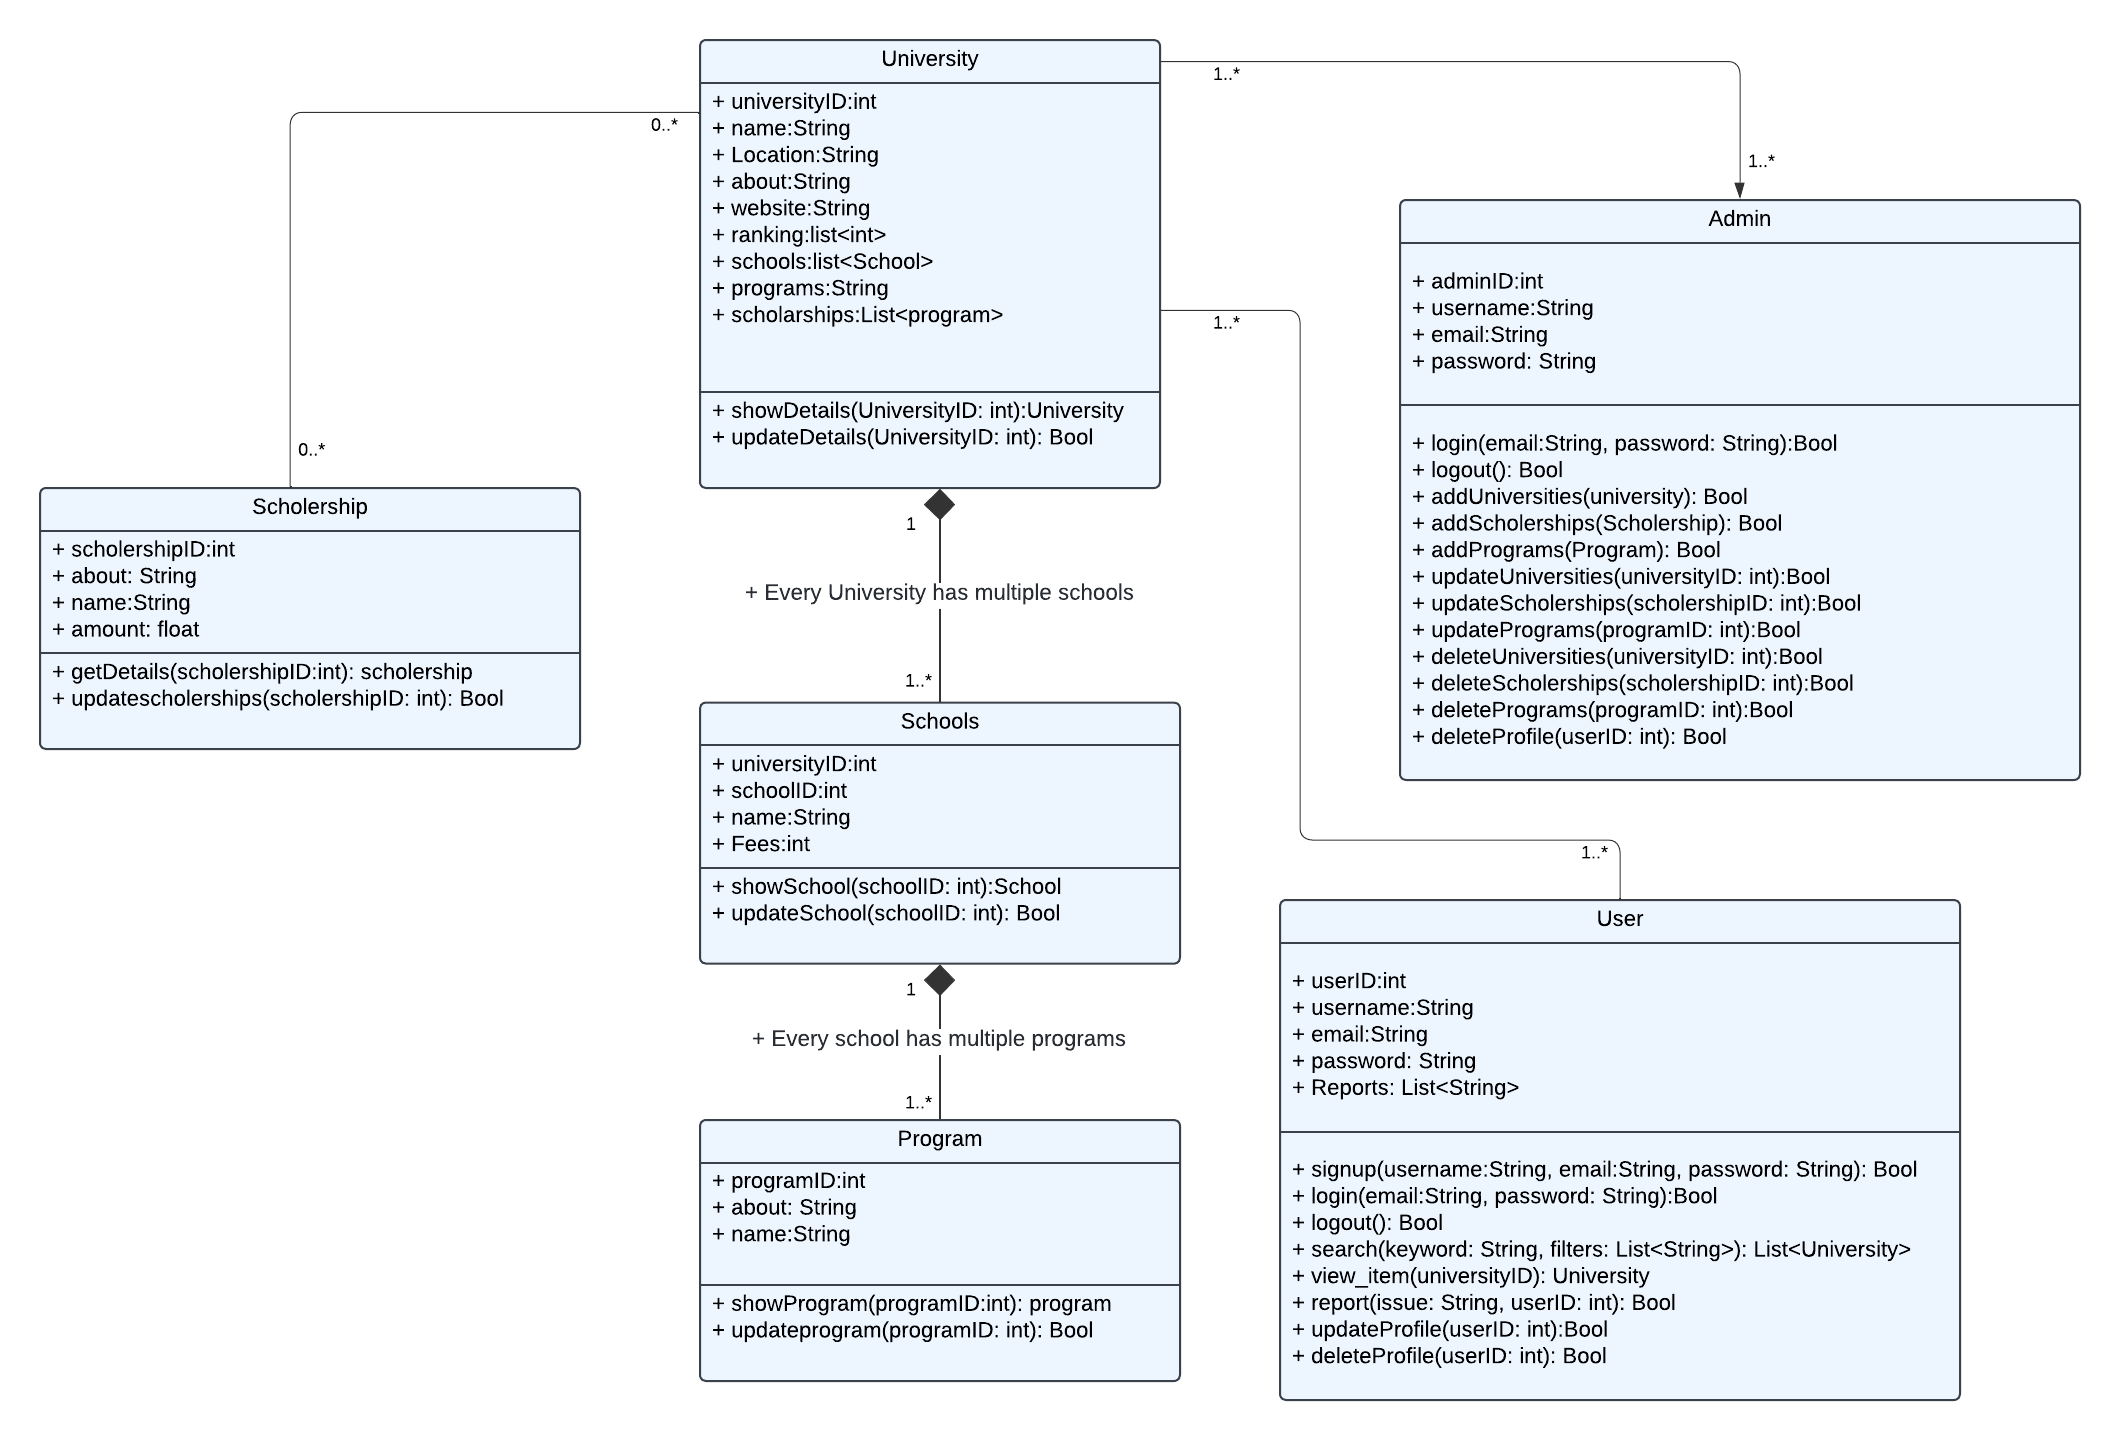 University
+ universityID:int
+ name:String
+ Location:String
+ about:String
+ website:String
+ ranking:list<int>
+ schools:list<School>
+ programs:String
+ scholarships:List<program>
+ showDetails(UniversityID: int):University
+ updateDetails(UniversityID: int): Bool
0..*
0..*
1..*
1..*
1..*
1..*
Scholership
+ scholershipID:int
+ about: String
+ name:String
+ amount: float
+ getDetails(scholershipID:int): scholership
+ updatescholerships(scholershipID: int): Bool
Admin
+ adminID:int
+ username:String
+ email:String
+ password: String
+ login(email:String, password: String):Bool
+ logout(): Bool
+ addUniversities(university): Bool
+ addScholerships(Scholership): Bool
+ addPrograms(Program): Bool
+ updateUniversities(universityID: int):Bool
+ updateScholerships(scholershipID: int):Bool
+ updatePrograms(programID: int):Bool
+ deleteUniversities(universityID: int):Bool
+ deleteScholerships(scholershipID: int):Bool
+ deletePrograms(programID: int):Bool
+ deleteProfile(userID: int): Bool
1
+ Every University has multiple schools
1..*
Schools
+ universityID:int
+ schoolID:int
+ name:String
+ Fees:int
+ showSchool(schoolID: int):School
+ updateSchool(schoolID: int): Bool
1
+ Every school has multiple programs
1..*
Program
+ programID:int
+ about: String
+ name:String
+ showProgram(programID:int): program
+ updateprogram(programID: int): Bool
User
+ userID:int
+ username:String
+ email:String
+ password: String
+ Reports: List<String>
+ signup(username:String, email:String, password: String): Bool
+ login(email:String, password: String):Bool
+ logout(): Bool
+ search(keyword: String, filters: List<String>): List<University>
+ view_item(universityID): University
+ report(issue: String, userID: int): Bool
+ updateProfile(userID: int):Bool
+ deleteProfile(userID: int): Bool